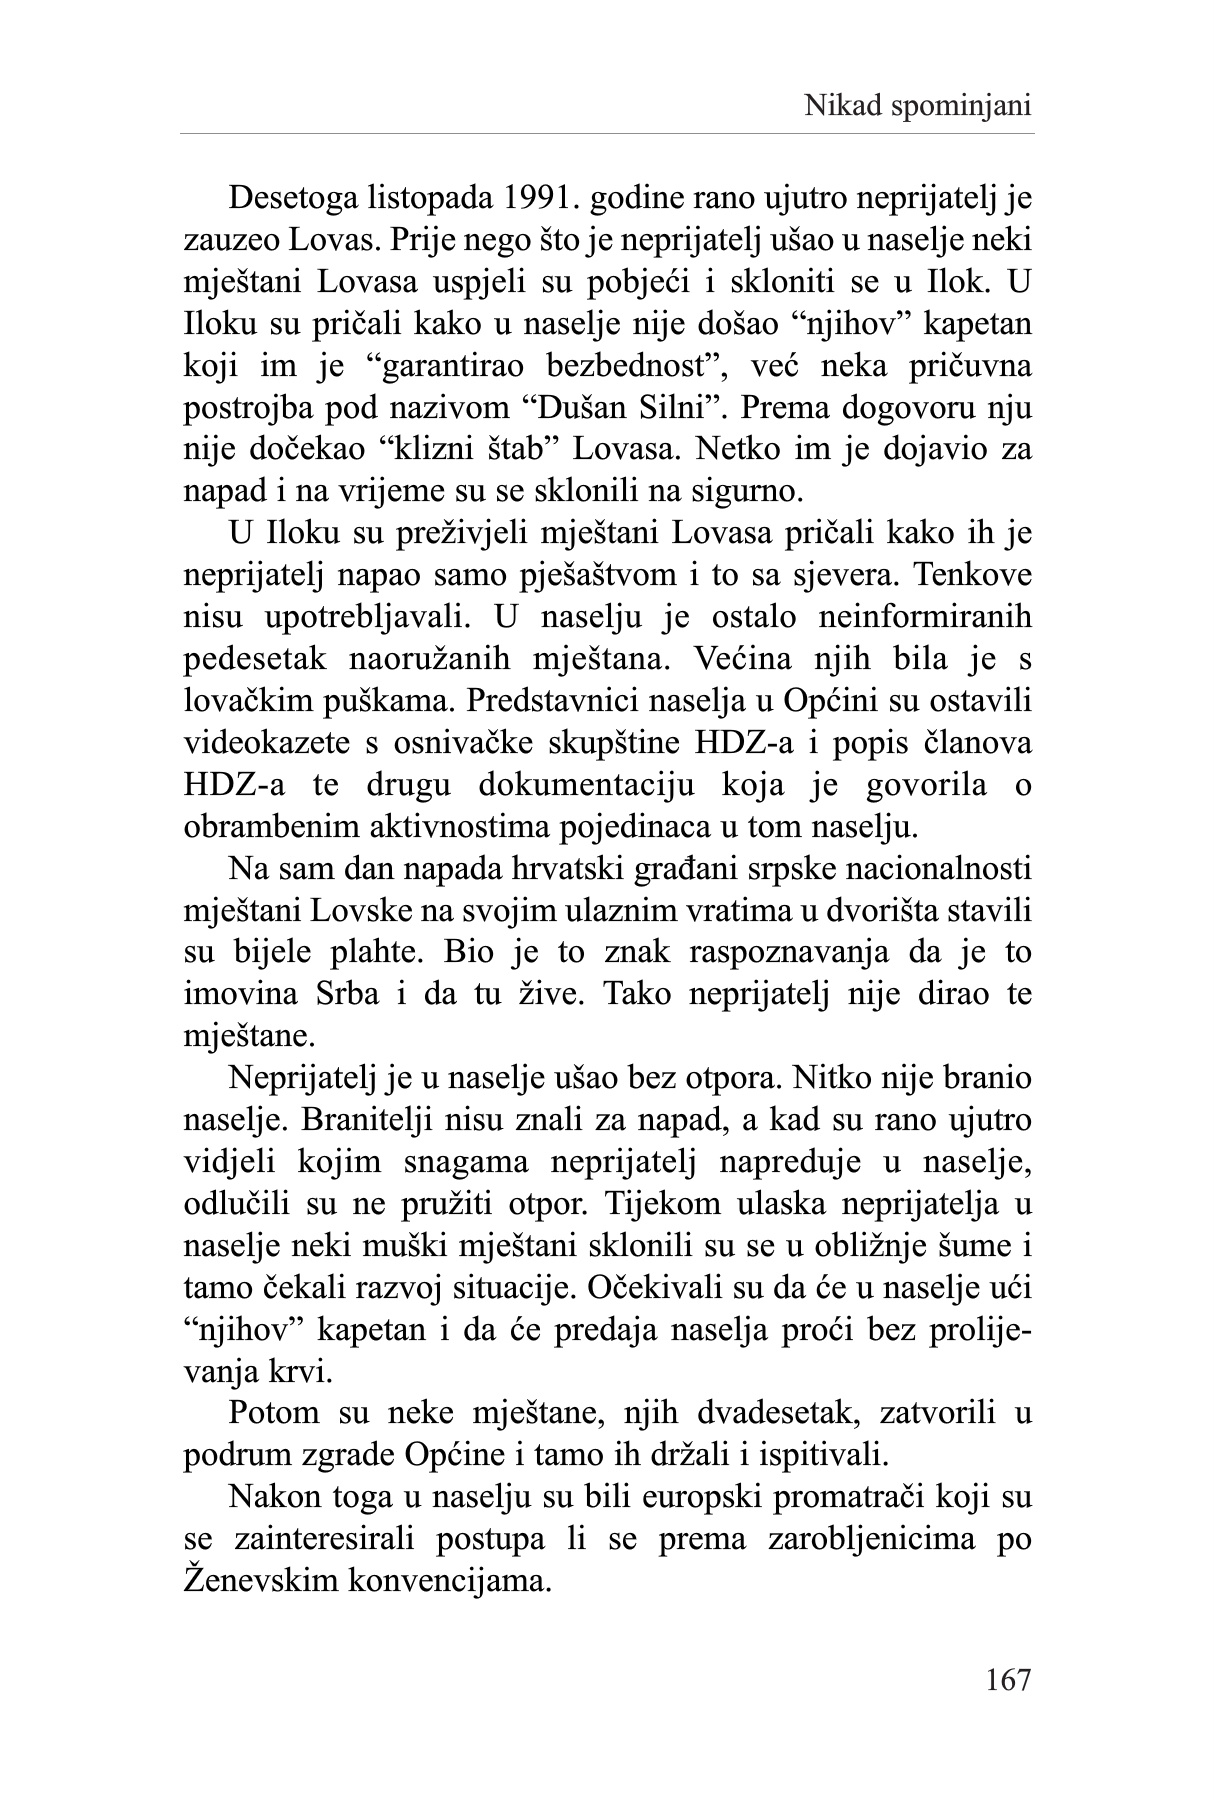 Nikad spominjani
Desetoga listopada 1991. godine rano ujutro neprijatelj je
zauzeo Lovas. Prije nego što je neprijatelj ušao u naselje neki
mještani Lovasa uspjeli su pobjeći i skloniti se u Ilok. U
Iloku su pričali kako u naselje nije došao “njihov” kapetan
koji im je “garantirao bezbednost”, već neka pričuvna
postrojba pod nazivom “Dušan Silni”. Prema dogovoru nju
nije dočekao “klizni štab” Lovasa. Netko im je dojavio za
napad i na vrijeme su se sklonili na sigurno.
U Iloku su preživjeli mještani Lovasa pričali kako ih je
neprijatelj napao samo pješaštvom i to sa sjevera. Tenkove
nisu upotrebljavali. U naselju je ostalo neinformiranih
pedesetak naoružanih mještana. Većina njih bila je s
lovačkim puškama. Predstavnici naselja u Općini su ostavili
videokazete s osnivačke skupštine HDZ-a i popis članova
HDZ-a te drugu dokumentaciju koja je govorila o
obrambenim aktivnostima pojedinaca u tom naselju.
Na sam dan napada hrvatski građani srpske nacionalnosti
mještani Lovske na svojim ulaznim vratima u dvorišta stavili
su bijele plahte. Bio je to znak raspoznavanja da je to
imovina Srba i da tu žive. Tako neprijatelj nije dirao te
mještane.
Neprijatelj je u naselje ušao bez otpora. Nitko nije branio
naselje. Branitelji nisu znali za napad, a kad su rano ujutro
vidjeli kojim snagama neprijatelj napreduje u naselje,
odlučili su ne pružiti otpor. Tijekom ulaska neprijatelja u
naselje neki muški mještani sklonili su se u obližnje šume i
tamo čekali razvoj situacije. Očekivali su da će u naselje ući
“njihov” kapetan i da će predaja naselja proći bez prolije-
vanja krvi.
Potom su neke mještane, njih dvadesetak, zatvorili u
podrum zgrade Općine i tamo ih držali i ispitivali.
Nakon toga u naselju su bili europski promatrači koji su
se zainteresirali postupa li se prema zarobljenicima po
Ženevskim konvencijama.
167